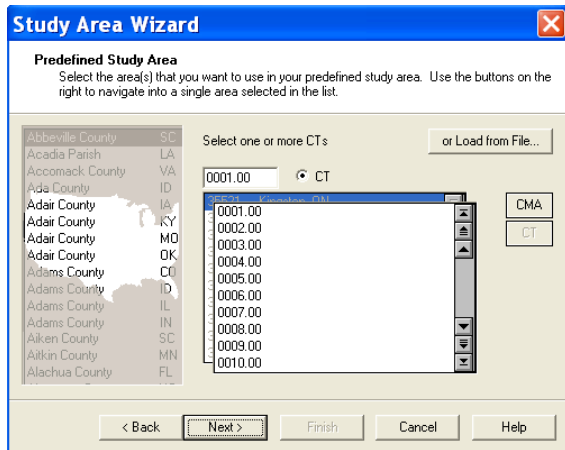 Study Area Wizard
Predefined Study Area
Select the area(s) that you want to use in your predefined study area. Use the buttons on the
right to navigate into a single area selected in the list.
Abbeville County SC
Acadia Parish LA
Accomack County VA
Ada County ID
Adair County IA
Adair County KY
Adair County MO
Adair County OK
Adams County CO
Adams County ID
Adams County IL
Adams County IN
Aiken County SC
Aitkin County MN
Alachua County FL
Select one or more CTs
or Load from File...
0001.00
CT
35521 Kingston, ON
0001.00
0002.00
0003.00
0004.00
0005.00
0006.00
0007.00
0008.00
0009.00
0010.00
CMA
CT
< Back
Next >
Finish
Cancel
Help